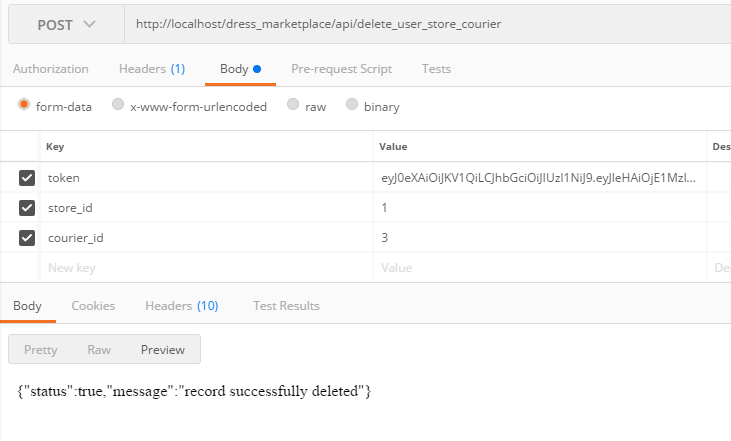 POST http://localhost/dress_marketplace/api/delete_user_store_courier
Authorization Headers (1) Body Pre-request Script Tests
form-data x-www-form-urlencoded raw binary
Key Value Des
token eyJ0eXAiOiJKV1QiLCJhbGciOiJIUzI1NiJ9.eyJleHAiOjE1MzI...
store_id 1
courier_id 3
New key Value De
Body Cookies Headers (10) Test Results
Pretty Raw Preview
{"status":true,"message":"record successfully deleted"}